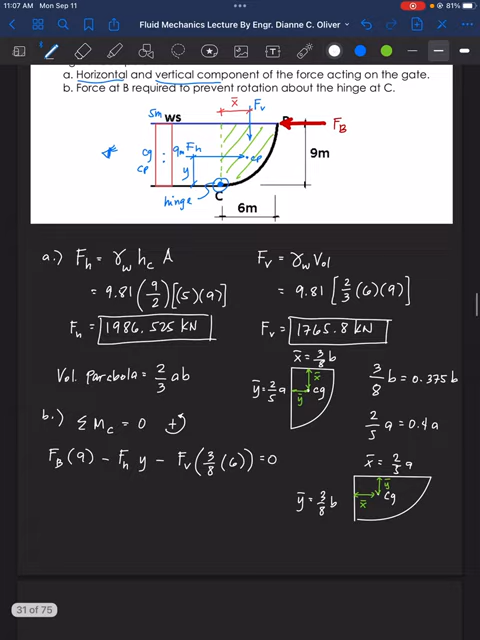 11:07 AM Mon Sep 11
81%
Fluid Mechanics Lecture By Engr. Dianne C. Oliver
a. Horizontal and vertical component of the force acting on the gate.
b. Force at B required to prevent rotation about the hinge at C.
x̄
Fv
5m WS
FB
cg : 9m Fh
cp
cp
y
9m
hinge
C
6m
a.) Fh = γw hc A
= 9.81 (9/2) [(5)(9)]
Fh = 1986.525 kN
Fv = γw Vol
= 9.81 [2/3 (6)(9)]
Fv = 1765.8 kN
Vol. parabola = 2/3 ab
x̄ = 3/8 b
x̄
ȳ = 2/5 a
ȳ
cg
3/8 b = 0.375 b
2/5 a = 0.4 a
b.) ΣMc = 0 +
FB(9) - Fh y - Fv (3/8 (6)) = 0
x̄ = 2/5 a
ȳ
ȳ = 3/8 b
x̄
cg
31 of 75